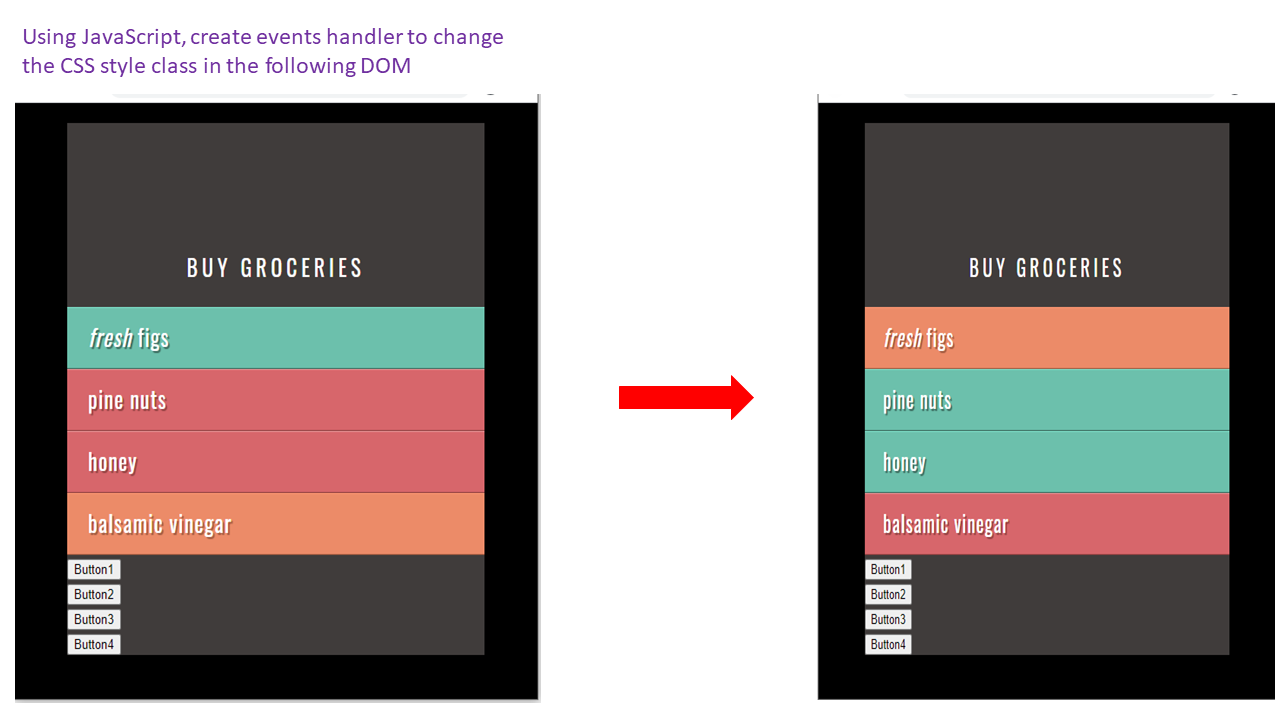 Using JavaScript, create events handler to change
the CSS style class in the following DOM
BUY GROCERIES
fresh figs
pine nuts
honey
balsamic vinegar
Button1
Button2
Button3
Button4
BUY GROCERIES
fresh figs
pine nuts
honey
balsamic vinegar
Button1
Button2
Button3
Button4